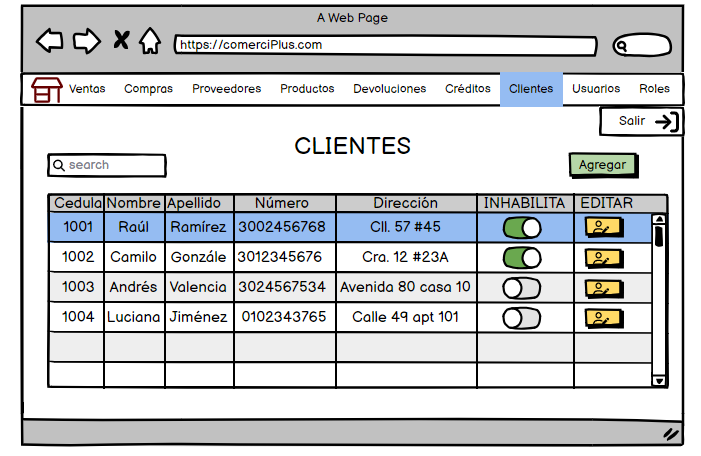 A Web Page
https://comerciPlus.com
Ventas Compras Proveedores Productos Devoluciones Créditos Clientes Usuarios Roles
Salir
CLIENTES
search
Agregar
Cedula Nombre Apellido Número Dirección INHABILITA EDITAR
1001 Raúl Ramírez 3002456768 Cll. 57 #45
1002 Camilo Gonzále 3012345676 Cra. 12 #23A
1003 Andrés Valencia 3024567534 Avenida 80 casa 10
1004 Luciana Jiménez 0102343765 Calle 49 apt 101